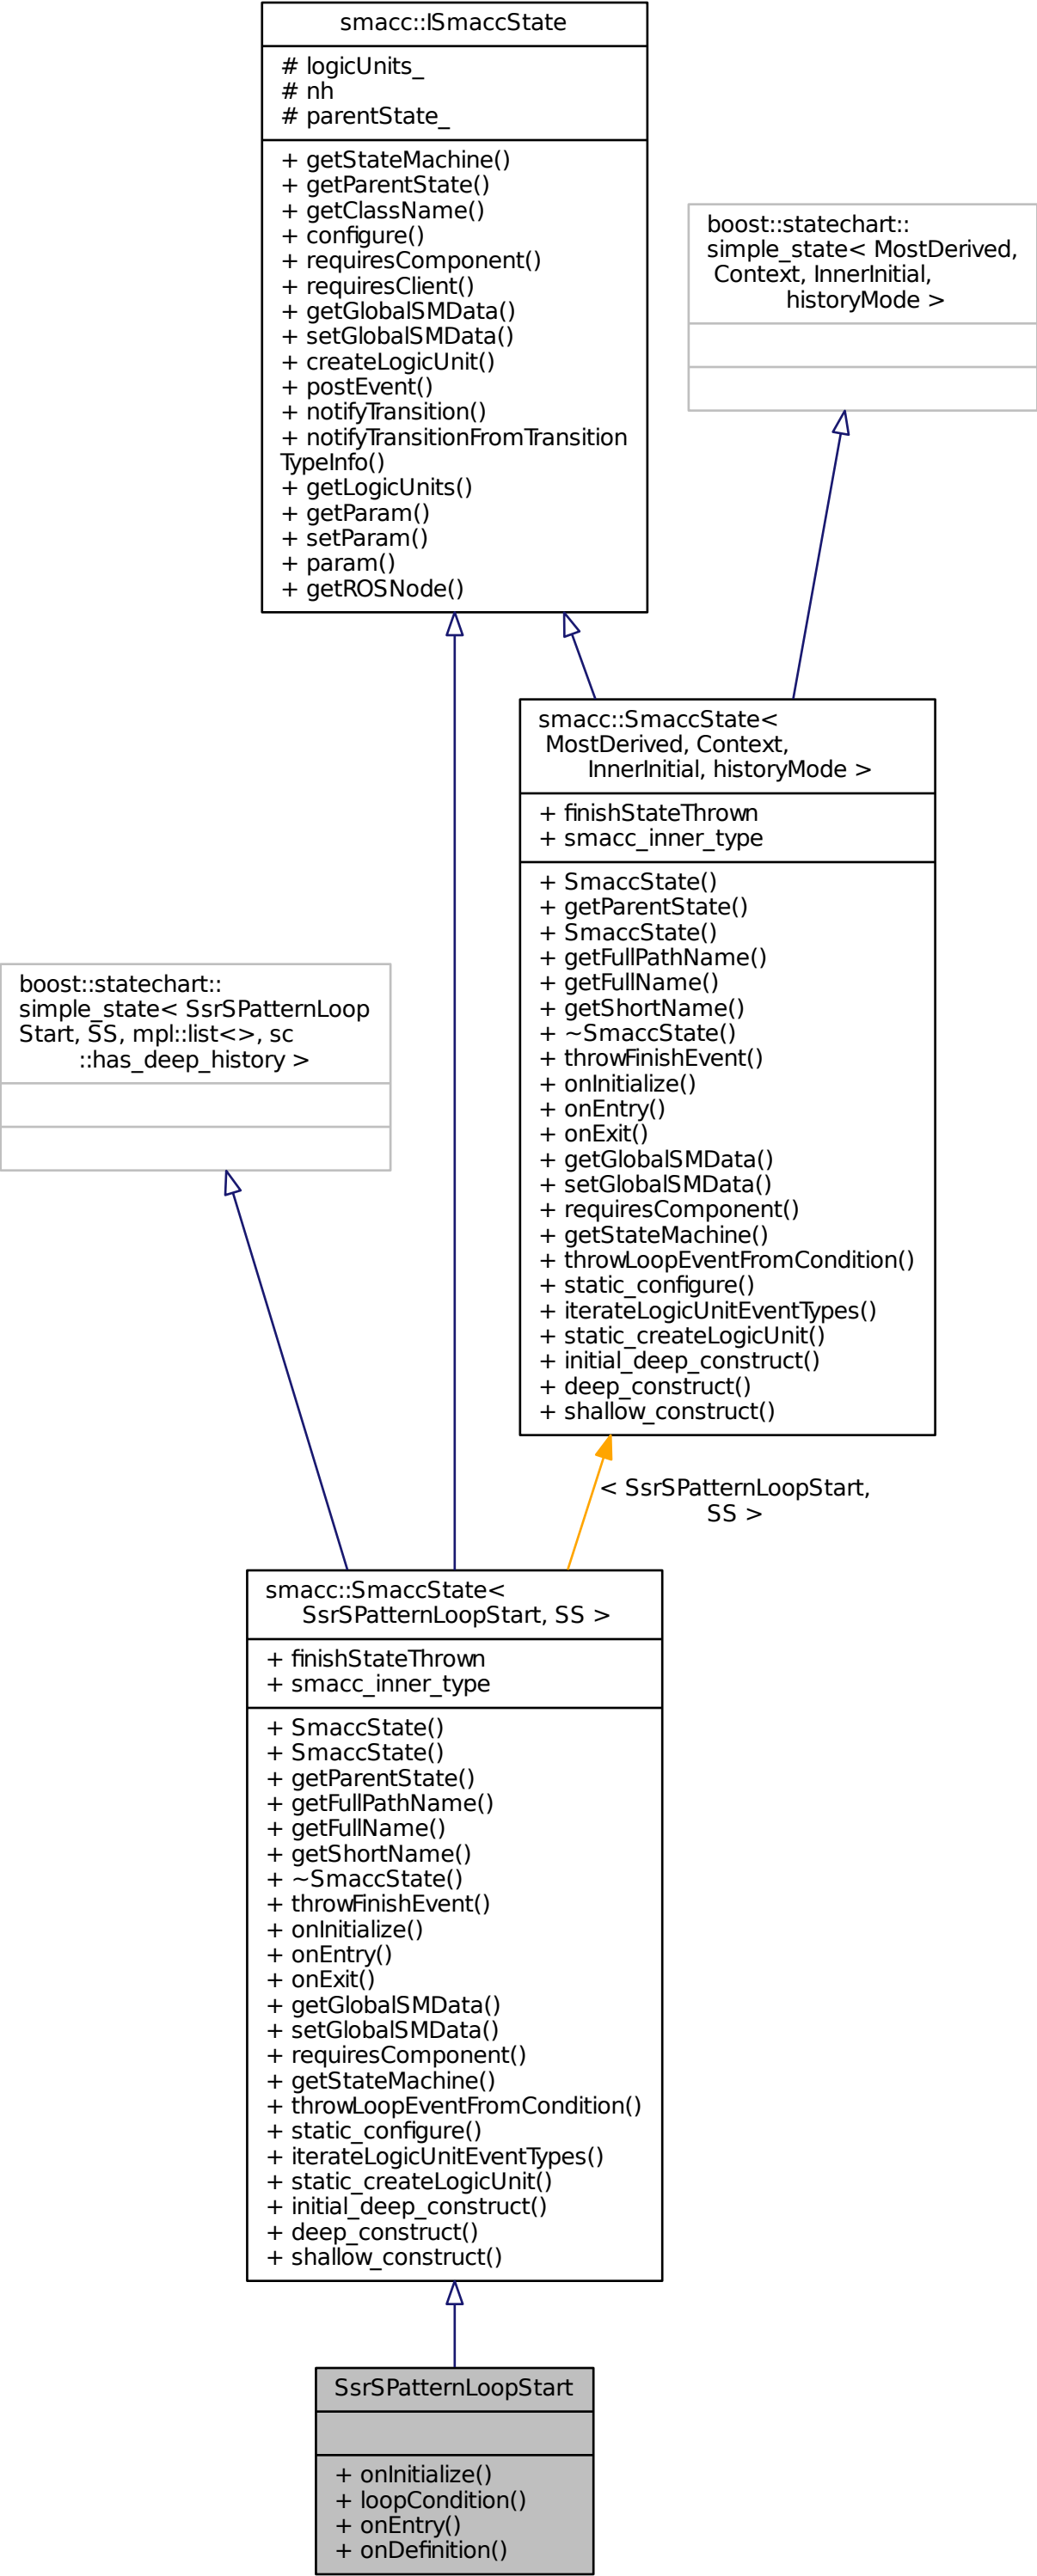 smacc::ISmaccState
# logicUnits_
# nh
# parentState_
+ getStateMachine()
+ getParentState()
+ getClassName()
+ configure()
+ requiresComponent()
+ requiresClient()
+ getGlobalSMData()
+ setGlobalSMData()
+ createLogicUnit()
+ postEvent()
+ notifyTransition()
+ notifyTransitionFromTransition
TypeInfo()
+ getLogicUnits()
+ getParam()
+ setParam()
+ param()
+ getROSNode()
boost::statechart::
simple_state< MostDerived,
Context, InnerInitial,
historyMode >
smacc::SmaccState<
MostDerived, Context,
InnerInitial, historyMode >
+ finishStateThrown
+ smacc_inner_type
+ SmaccState()
+ getParentState()
+ SmaccState()
+ getFullPathName()
+ getFullName()
+ getShortName()
+ ~SmaccState()
+ throwFinishEvent()
+ onInitialize()
+ onEntry()
+ onExit()
+ getGlobalSMData()
+ setGlobalSMData()
+ requiresComponent()
+ getStateMachine()
+ throwLoopEventFromCondition()
+ static_configure()
+ iterateLogicUnitEventTypes()
+ static_createLogicUnit()
+ initial_deep_construct()
+ deep_construct()
+ shallow_construct()
boost::statechart::
simple_state< SsrSPatternLoop
Start, SS, mpl::list<>, sc
::has_deep_history >
< SsrSPatternLoopStart,
SS >
smacc::SmaccState<
SsrSPatternLoopStart, SS >
+ finishStateThrown
+ smacc_inner_type
+ SmaccState()
+ SmaccState()
+ getParentState()
+ getFullPathName()
+ getFullName()
+ getShortName()
+ ~SmaccState()
+ throwFinishEvent()
+ onInitialize()
+ onEntry()
+ onExit()
+ getGlobalSMData()
+ setGlobalSMData()
+ requiresComponent()
+ getStateMachine()
+ throwLoopEventFromCondition()
+ static_configure()
+ iterateLogicUnitEventTypes()
+ static_createLogicUnit()
+ initial_deep_construct()
+ deep_construct()
+ shallow_construct()
SsrSPatternLoopStart
+ onInitialize()
+ loopCondition()
+ onEntry()
+ onDefinition()